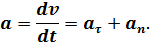 a = dv/dt = aτ + aₙ.